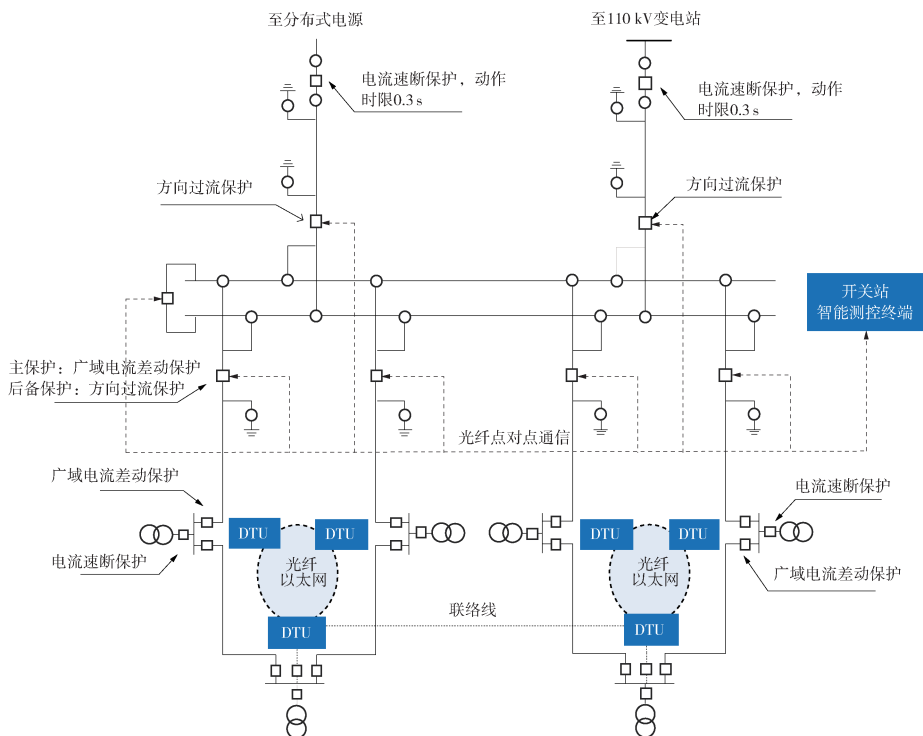 至分布式电源
至110 kV变电站
电流速断保护，动作
时限0.3 s
电流速断保护，动作
时限0.3 s
方向过流保护
方向过流保护
开关站
智能测控终端
主保护：广域电流差动保护
后备保护：方向过流保护
光纤点对点通信
广域电流差动保护
电流速断保护
DTU
DTU
DTU
DTU
光纤
以太网
光纤
以太网
电流速断保护
广域电流差动保护
联络线
DTU
DTU